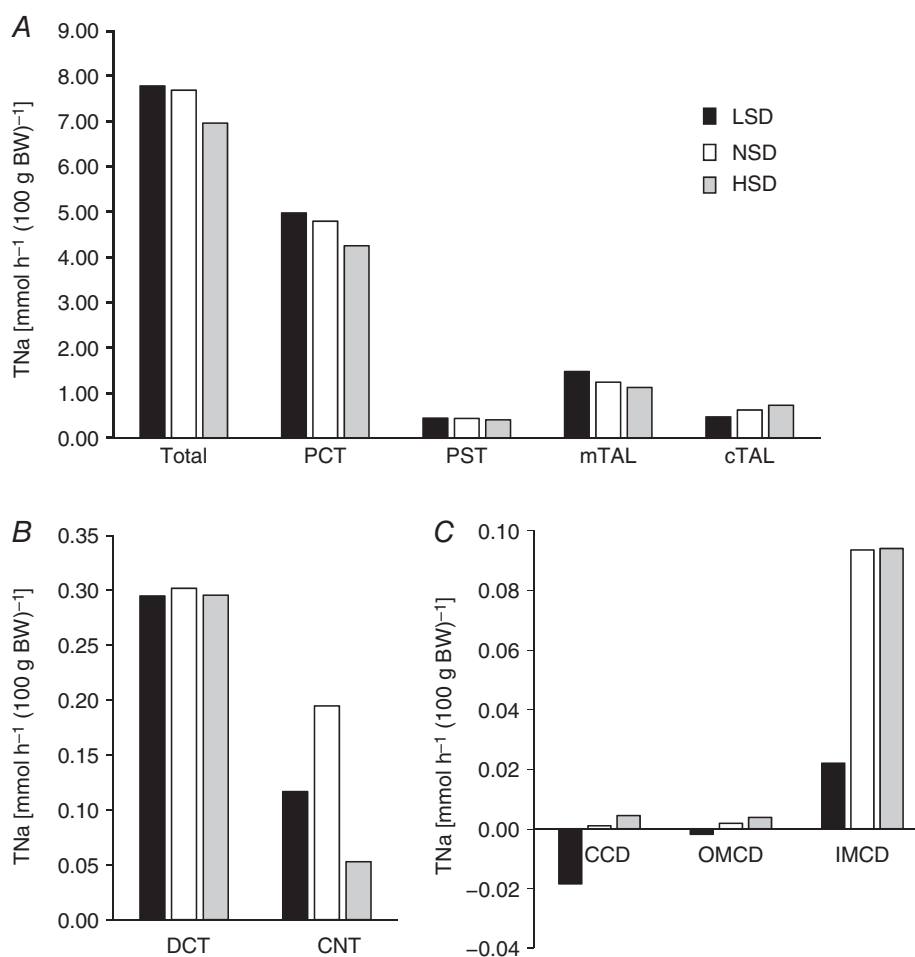 A
9.00
8.00
7.00
6.00
5.00
4.00
3.00
2.00
1.00
0.00
TNa [mmol h⁻¹ (100 g BW)⁻¹]
LSD
NSD
HSD
Total PCT PST mTAL cTAL
B
0.35
0.30
0.25
0.20
0.15
0.10
0.05
0.00
TNa [mmol h⁻¹ (100 g BW)⁻¹]
DCT CNT
C
0.10
0.08
0.06
0.04
0.02
0.00
−0.02
−0.04
TNa [mmol h⁻¹ (100 g BW)⁻¹]
CCD OMCD IMCD